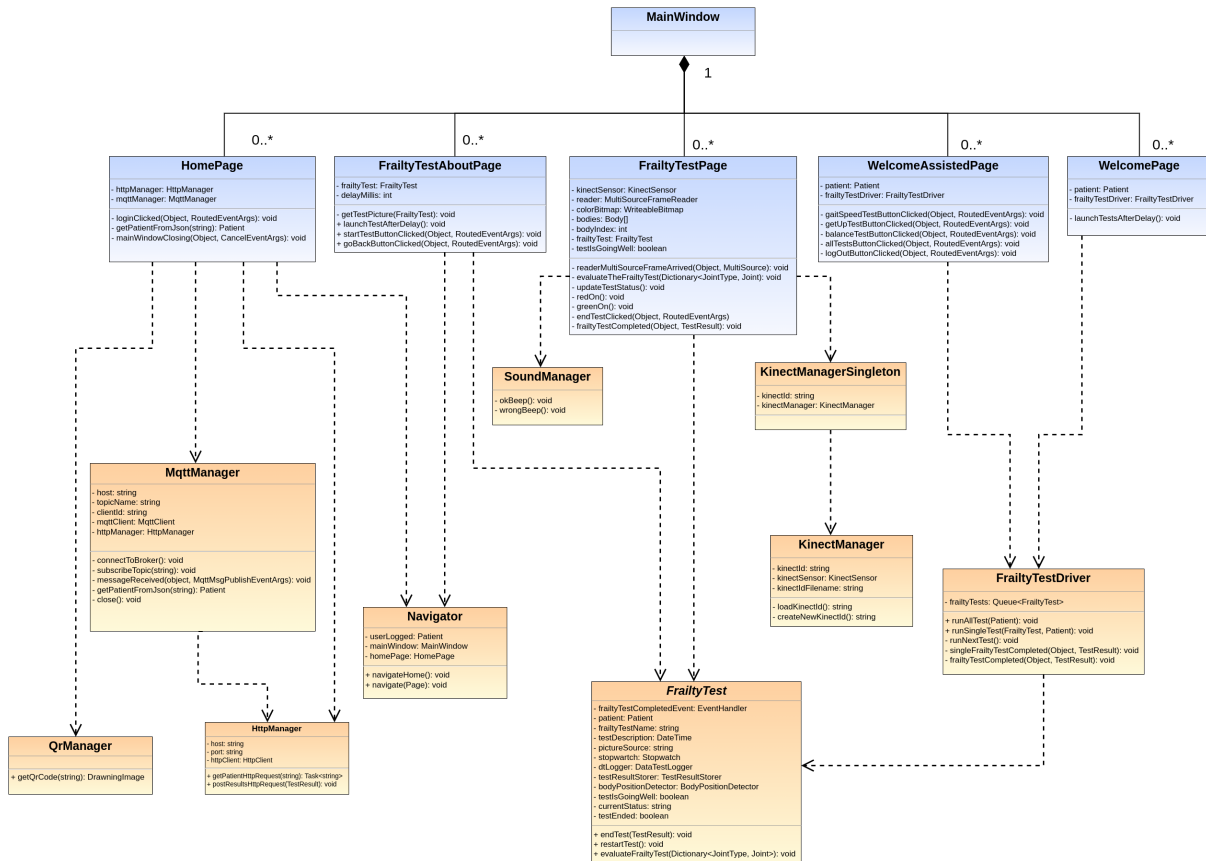 MainWindow
1
0..*
0..*
0..*
0..*
0..*
HomePage
- httpManager: HttpManager
- mqttManager: MqttManager
- loginClicked(Object, RoutedEventArgs): void
- getPatientFromJson(string): Patient
- mainWindowClosing(Object, CancelEventArgs): void
FrailtyTestAboutPage
- frailtyTest: FrailtyTest
- delayMillis: int
- getTestPicture(FrailtyTest): void
+ launchTestAfterDelay(): void
+ startTestButtonClicked(Object, RoutedEventArgs): void
+ goBackButtonClicked(Object, RoutedEventArgs): void
FrailtyTestPage
- kinectSensor: KinectSensor
- reader: MultiSourceFrameReader
- colorBitmap: WriteableBitmap
- bodies: Body[]
- bodyIndex: int
- frailtyTest: FrailtyTest
- testIsGoingWell: boolean
- readerMultiSourceFrameArrived(Object, MultiSource): void
- evaluateTheFrailtyTest(Dictionary<JointType, Joint): void
- updateTestStatus(): void
- redOn(): void
- greenOn(): void
- endTestClicked(Object, RoutedEventArgs)
- frailtyTestCompleted(Object, TestResult): void
WelcomeAssistedPage
- patient: Patient
- frailtyTestDriver: FrailtyTestDriver
- gaitSpeedTestButtonClicked(Object, RoutedEventArgs): void
- getUpTestButtonClicked(Object, RoutedEventArgs): void
- balanceTestButtonClicked(Object, RoutedEventArgs): void
- allTestsButtonClicked(Object, RoutedEventArgs): void
- logOutButtonClicked(Object, RoutedEventArgs): void
WelcomePage
- patient: Patient
- frailtyTestDriver: FrailtyTestDriver
- launchTestsAfterDelay(): void
SoundManager
- okBeep(): void
- wrongBeep(): void
KinectManagerSingleton
- kinectId: string
- kinectManager: KinectManager
MqttManager
- host: string
- topicName: string
- clientId: string
- mqttClient: MqttClient
- httpManager: HttpManager
- connectToBroker(): void
- subscribeTopic(string): void
- messageReceived(object, MqttMsgPublishEventArgs): void
- getPatientFromJson(string): Patient
- close(): void
KinectManager
- kinectId: string
- kinectSensor: KinectSensor
- kinectIdFilename: string
- loadKinectId(): string
- createNewKinectId(): string
FrailtyTestDriver
- frailtyTests: Queue<FrailtyTest>
+ runAllTest(Patient): void
+ runSingleTest(FrailtyTest, Patient): void
- runNextTest(): void
- singleFrailtyTestCompleted(Object, TestResult): void
- frailtyTestCompleted(Object, TestResult): void
Navigator
- userLogged: Patient
- mainWindow: MainWindow
- homePage: HomePage
+ navigateHome(): void
+ navigate(Page): void
FrailtyTest
- frailtyTestCompletedEvent: EventHandler
- patient: Patient
- frailtyTestName: string
- testDescription: DateTime
- pictureSource: string
- stopwartch: Stopwatch
- dtLogger: DataTestLogger
- testResultStorer: TestResultStorer
- bodyPositionDetector: BodyPositionDetector
- testIsGoingWell: boolean
- currentStatus: string
- testEnded: boolean
+ endTest(TestResult): void
+ restartTest(): void
+ evaluateFrailtyTest(Dictionary<JointType, Joint>): void
QrManager
+ getQrCode(string): DrawningImage
HttpManager
- host: string
- port: string
- httpClient: HttpClient
+ getPatientHttpRequest(string): Task<string>
+ postResultsHttpRequest(TestResult): void